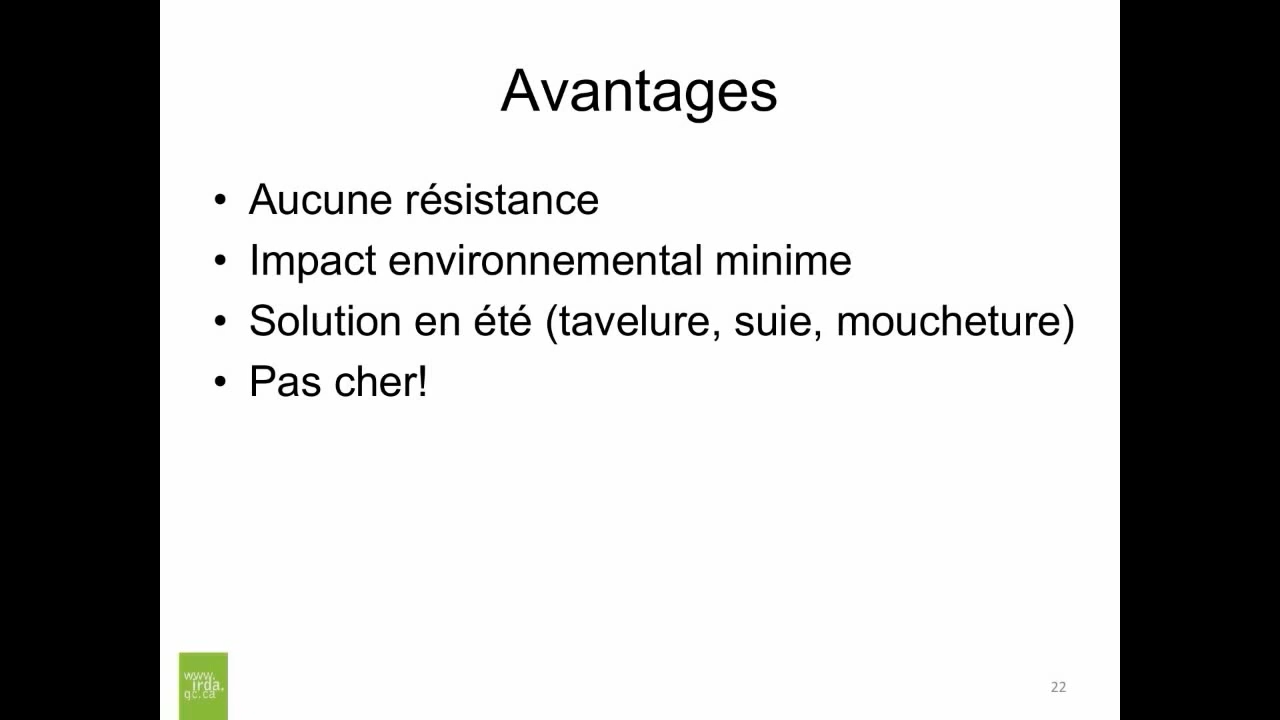 Avantages
• Aucune résistance
• Impact environnemental minime
• Solution en été (tavelure, suie, moucheture)
• Pas cher!
www.
irda.
qc.ca
22